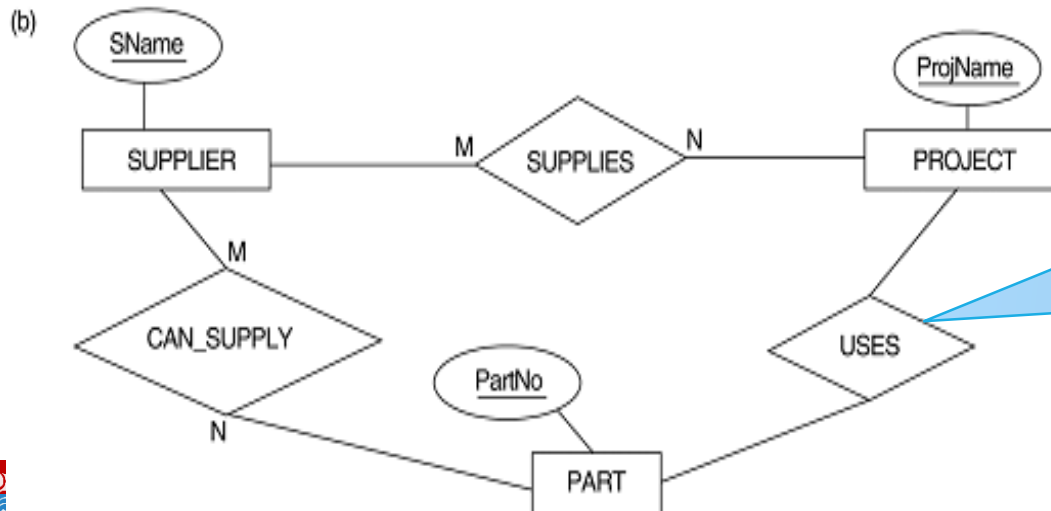 (b)
SName
ProjName
SUPPLIER
M
SUPPLIES
N
PROJECT
M
CAN_SUPPLY
N
PartNo
USES
PART